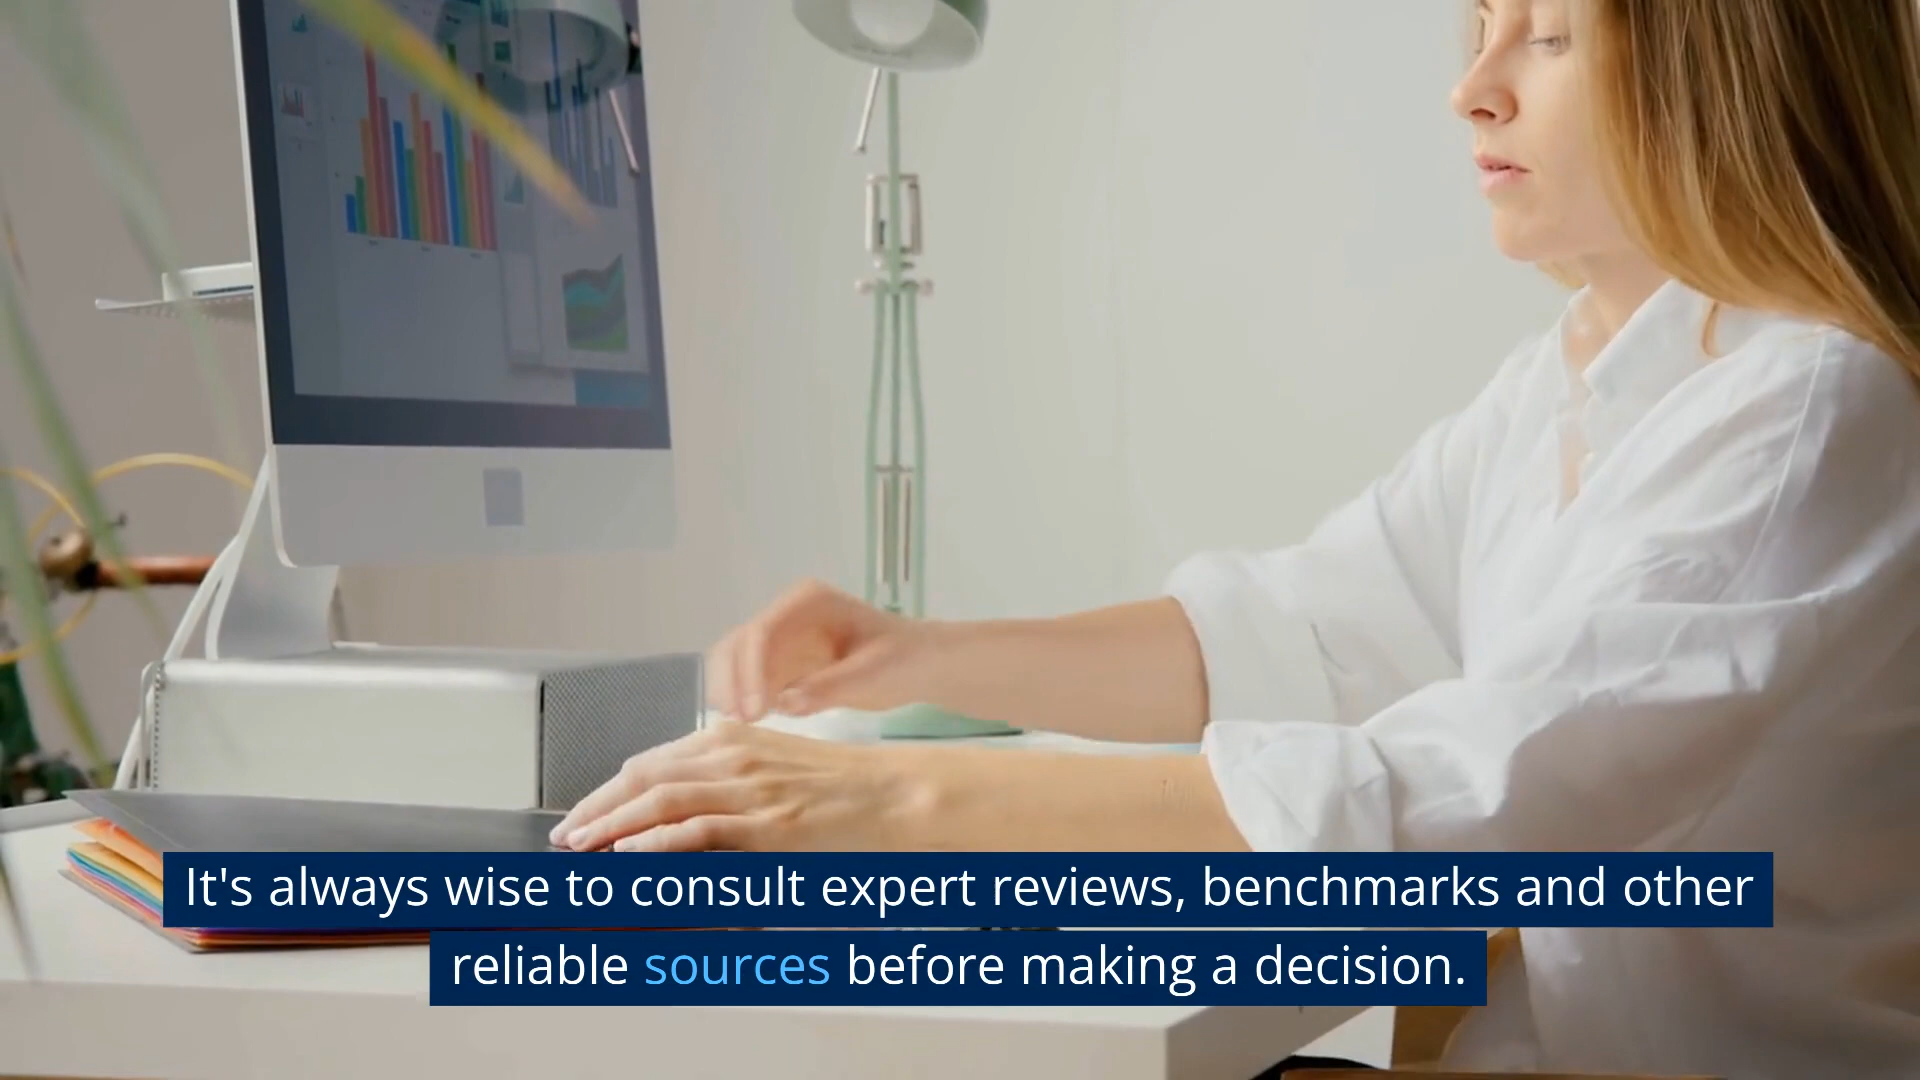 It's always wise to consult expert reviews, benchmarks and other
reliable sources before making a decision.